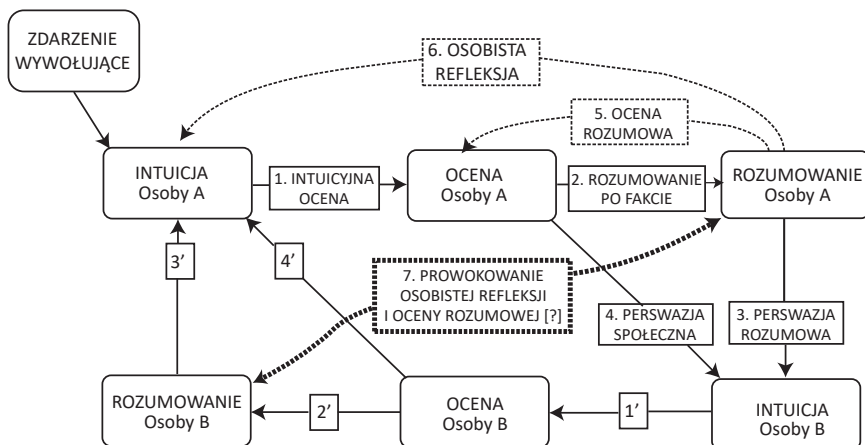 ZDARZENIE
WYWOŁUJĄCE
6. OSOBISTA
REFLEKSJA
5. OCENA
ROZUMOWA
INTUICJA
Osoby A
1. INTUICYJNA
OCENA
OCENA
Osoby A
2. ROZUMOWANIE
PO FAKCIE
ROZUMOWANIE
Osoby A
3’
4’
7. PROWOKOWANIE
OSOBISTEJ REFLEKSJI
I OCENY ROZUMOWEJ [?]
4. PERSWAZJA
SPOŁECZNA
3. PERSWAZJA
ROZUMOWA
ROZUMOWANIE
Osoby B
2’
OCENA
Osoby B
1’
INTUICJA
Osoby B